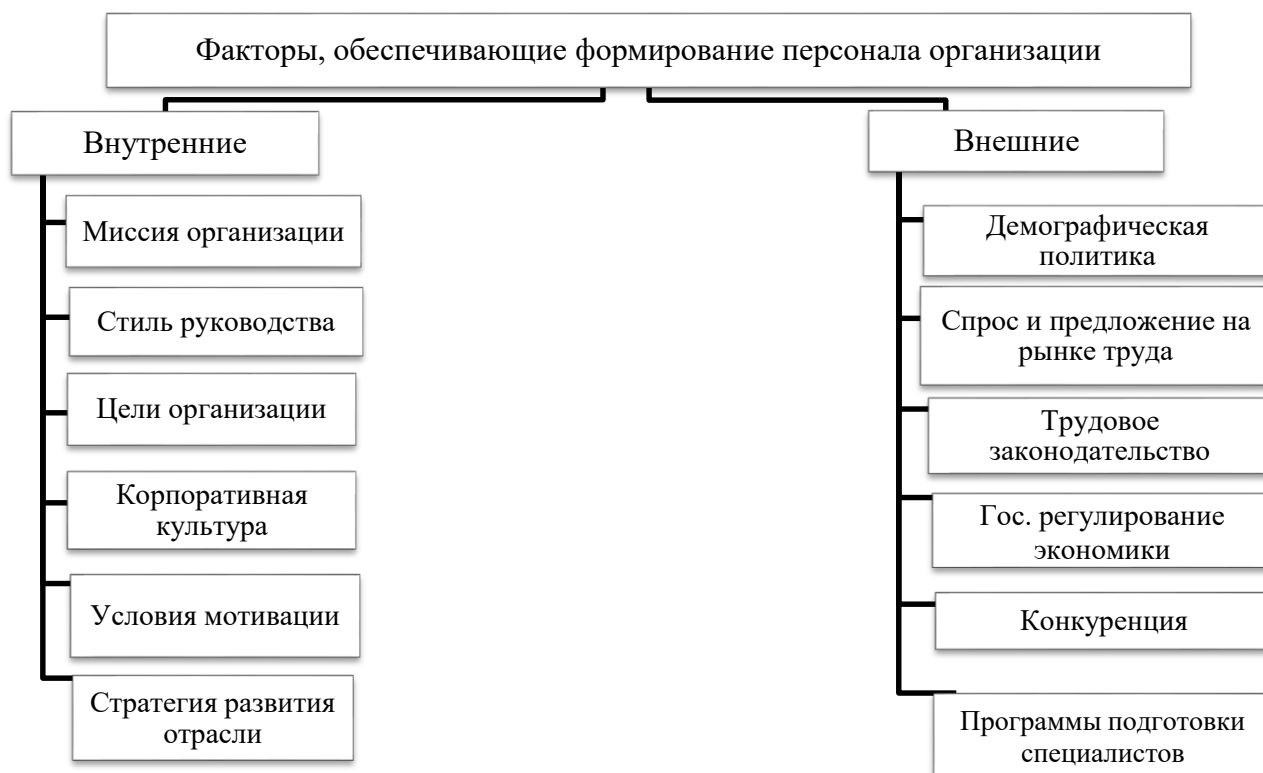 Факторы, обеспечивающие формирование персонала организации
Внутренние
Миссия организации
Стиль руководства
Цели организации
Корпоративная
культура
Условия мотивации
Стратегия развития
отрасли
Внешние
Демографическая
политика
Спрос и предложение на
рынке труда
Трудовое
законодательство
Гос. регулирование
экономики
Конкуренция
Программы подготовки
специалистов